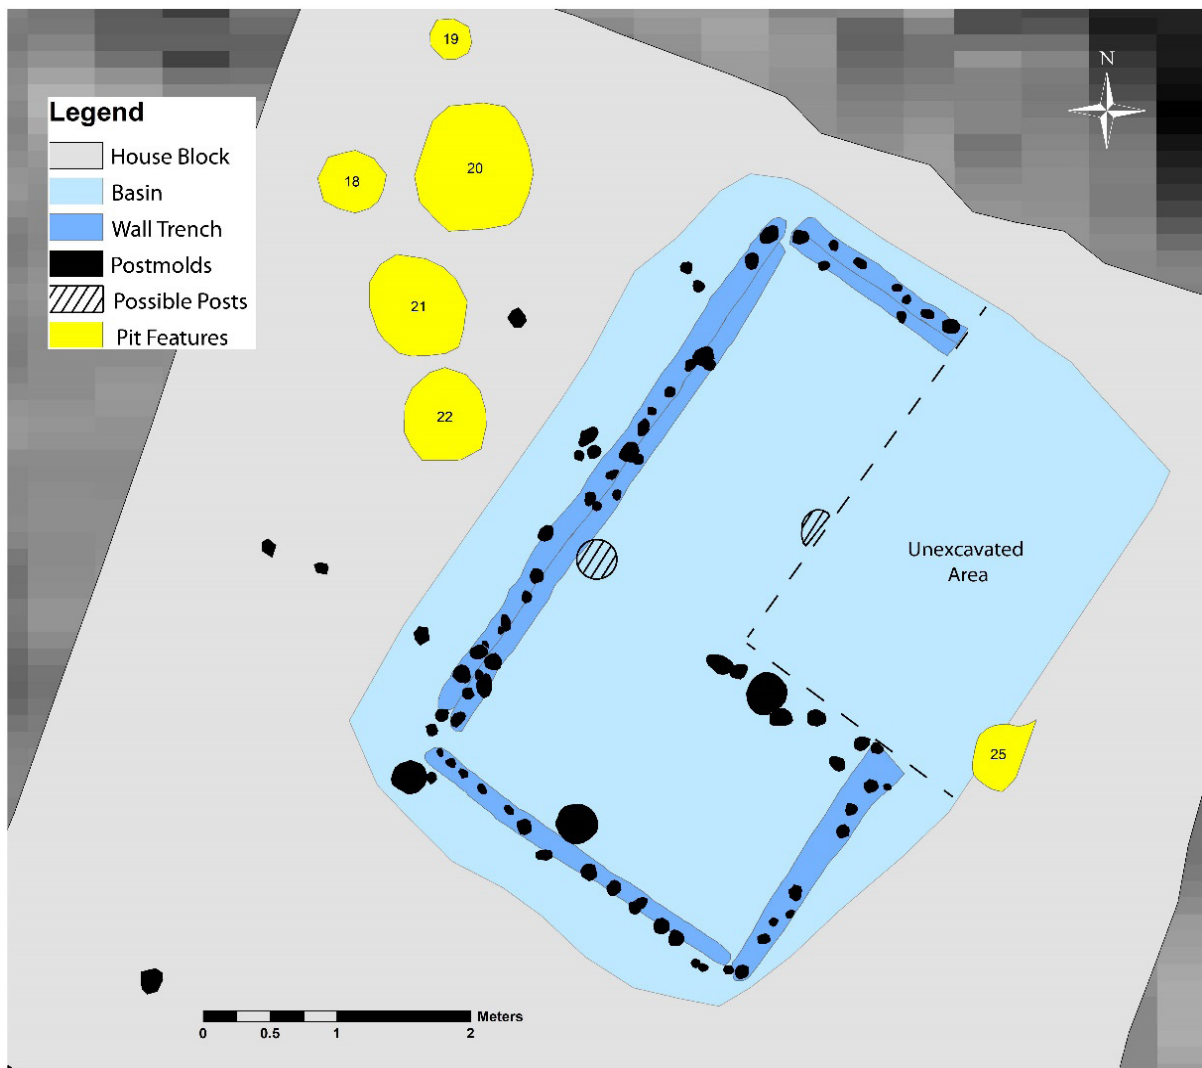 19
N
Legend
House Block
Basin
Wall Trench
Postmolds
Possible Posts
Pit Features
18
20
21
22
Unexcavated
Area
25
Meters
0 0.5 1 2